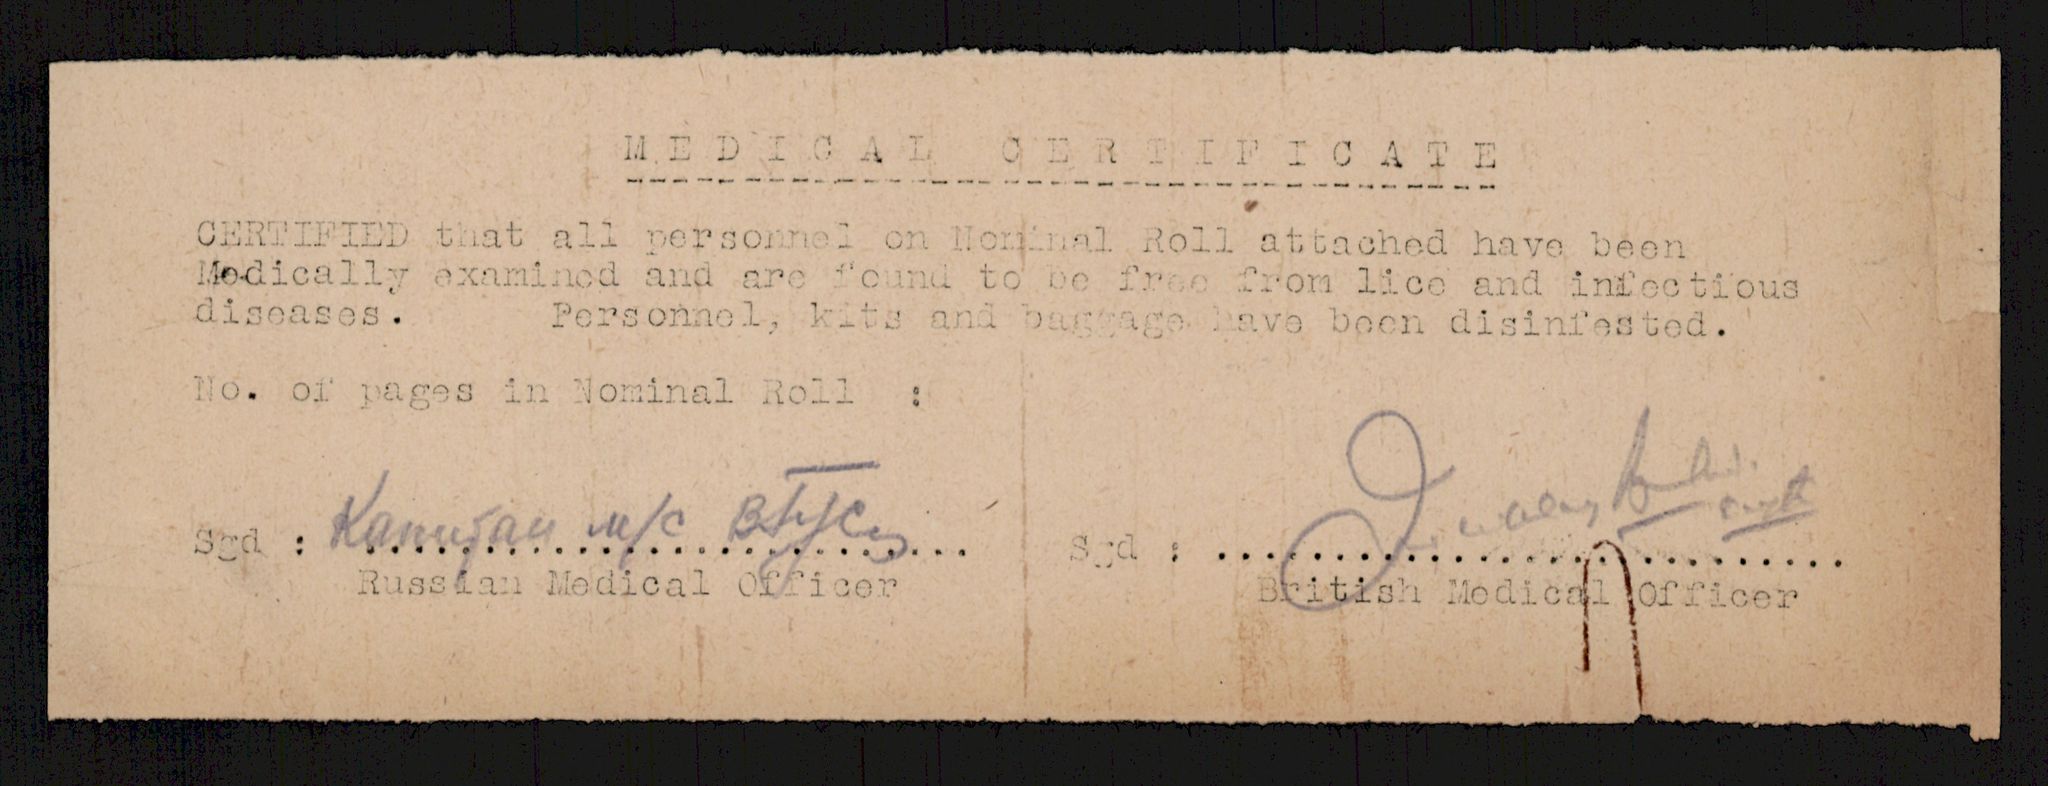 MEDICAL CERTIFICATE
CERTIFIED that all personnel on Nominal Roll attached have been
Medically examined and are found to be free from lice and infectious
diseases. Personnel, kits and baggage have been disinfested.
No. of pages in Nominal Roll :
Sgd : Капитан м/с
Sgd :
Russian Medical Officer
British Medical Officer